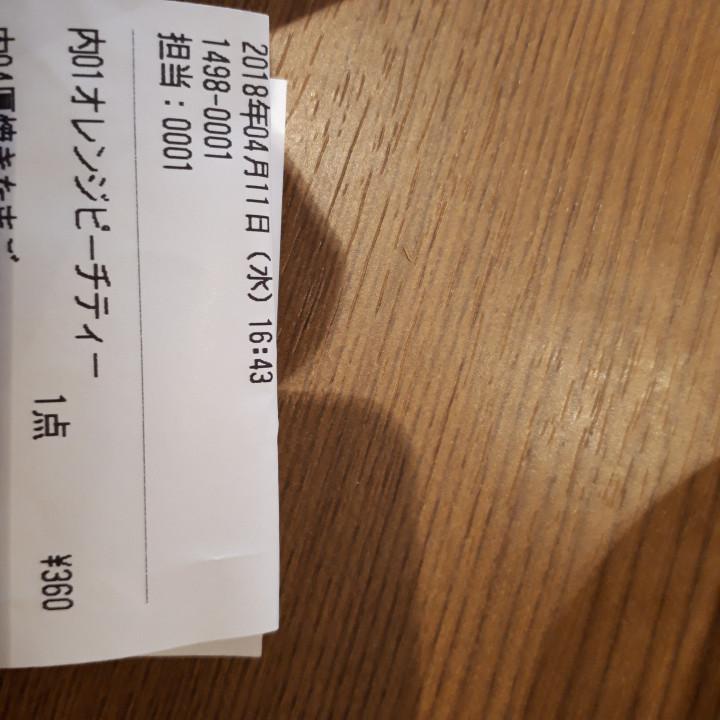 2018年04月11日(水) 16:43
1498-0001
担当:0001
内01オレンジピーチティー
1点 ¥360